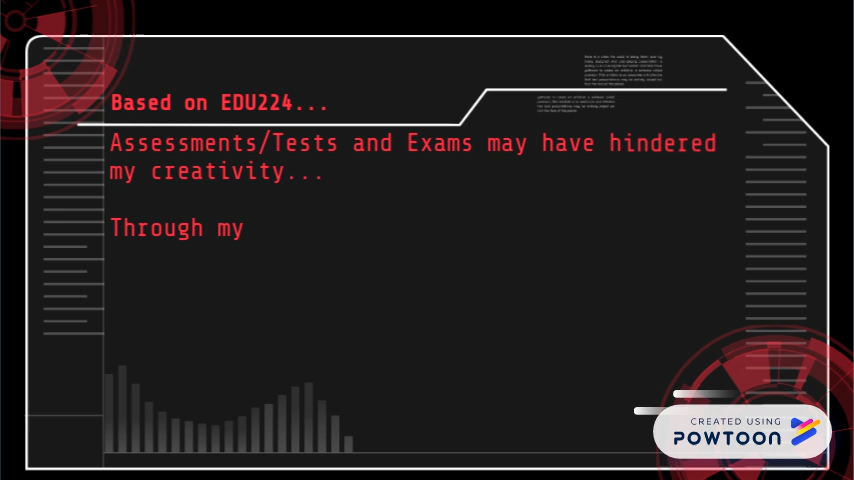 Based on EDU224...
Assessments/Tests and Exams may have hindered
my creativity...
Through my
CREATED USING
POWTOON